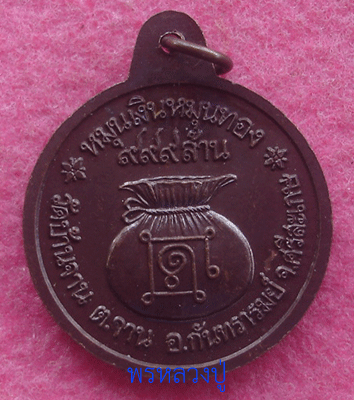 หมุนเงินหมุนทอง
๙๙๙ล้าน
วัดบ้านจาน ต.จาน อ.กันทรารมย์ จ.ศรีสะเกษ
พรหลวงปู่